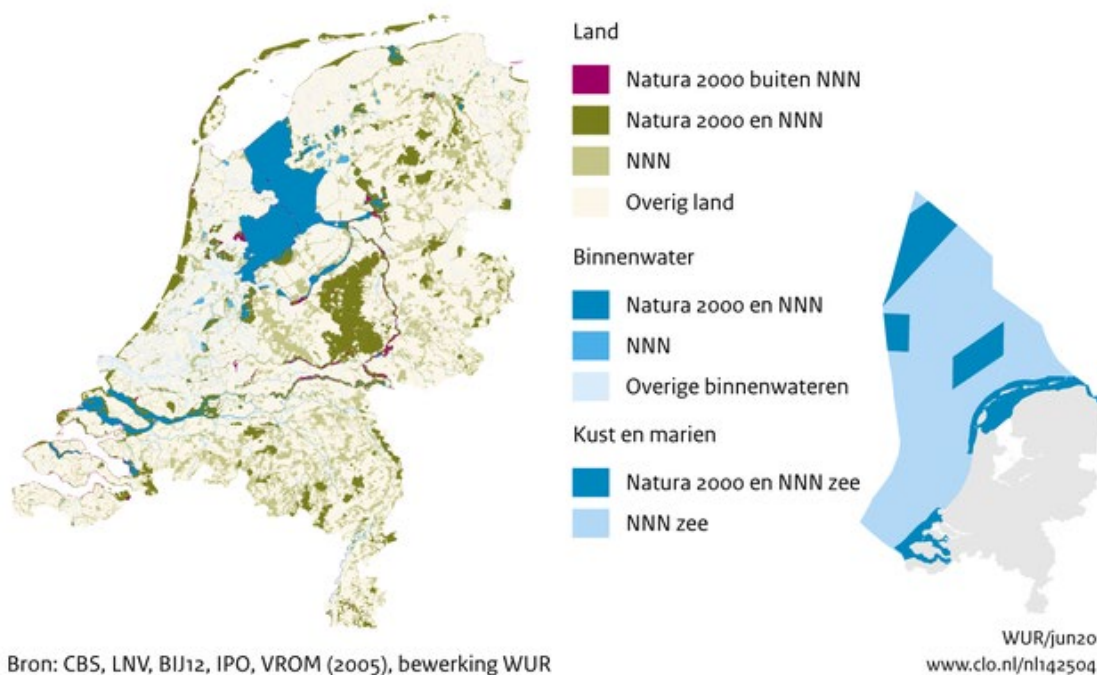 Land
Natura 2000 buiten NNN
Natura 2000 en NNN
NNN
Overig land
Binnenwater
Natura 2000 en NNN
NNN
Overige binnenwateren
Kust en marien
Natura 2000 en NNN zee
NNN zee
Bron: CBS, LNV, BIJ12, IPO, VROM (2005), bewerking WUR
WUR/jun20
www.clo.nl/nl142504